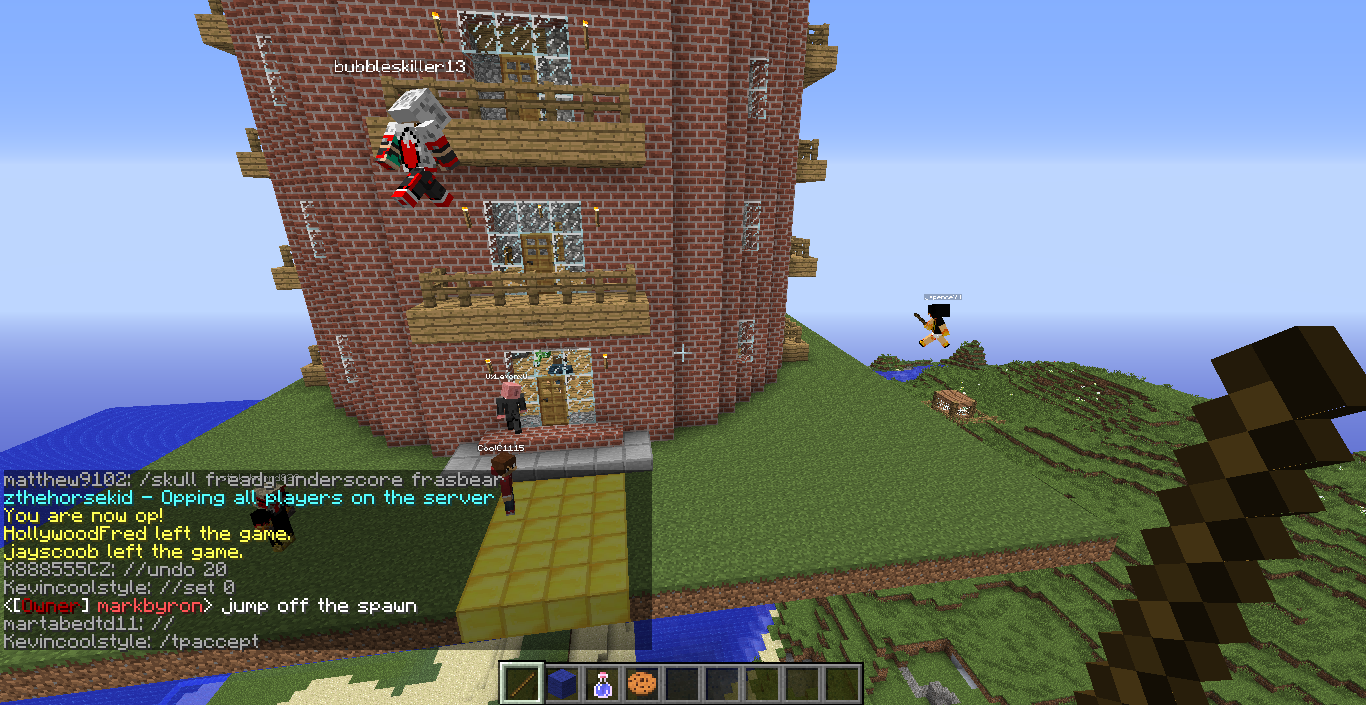 bubbleskiller13
CoolC1115
matthew9102: /skull fready underscore frasbear
zthehorsekid - Opping all players on the server
You are now op!
HollywoodFred left the game.
jayscoob left the game.
K888555CZ: //undo 20
Kevincoolstyle: //set 0
<[Owner] markbyron> jump off the spawn
martabedtd11: //
Kevincoolstyle: /tpaccept